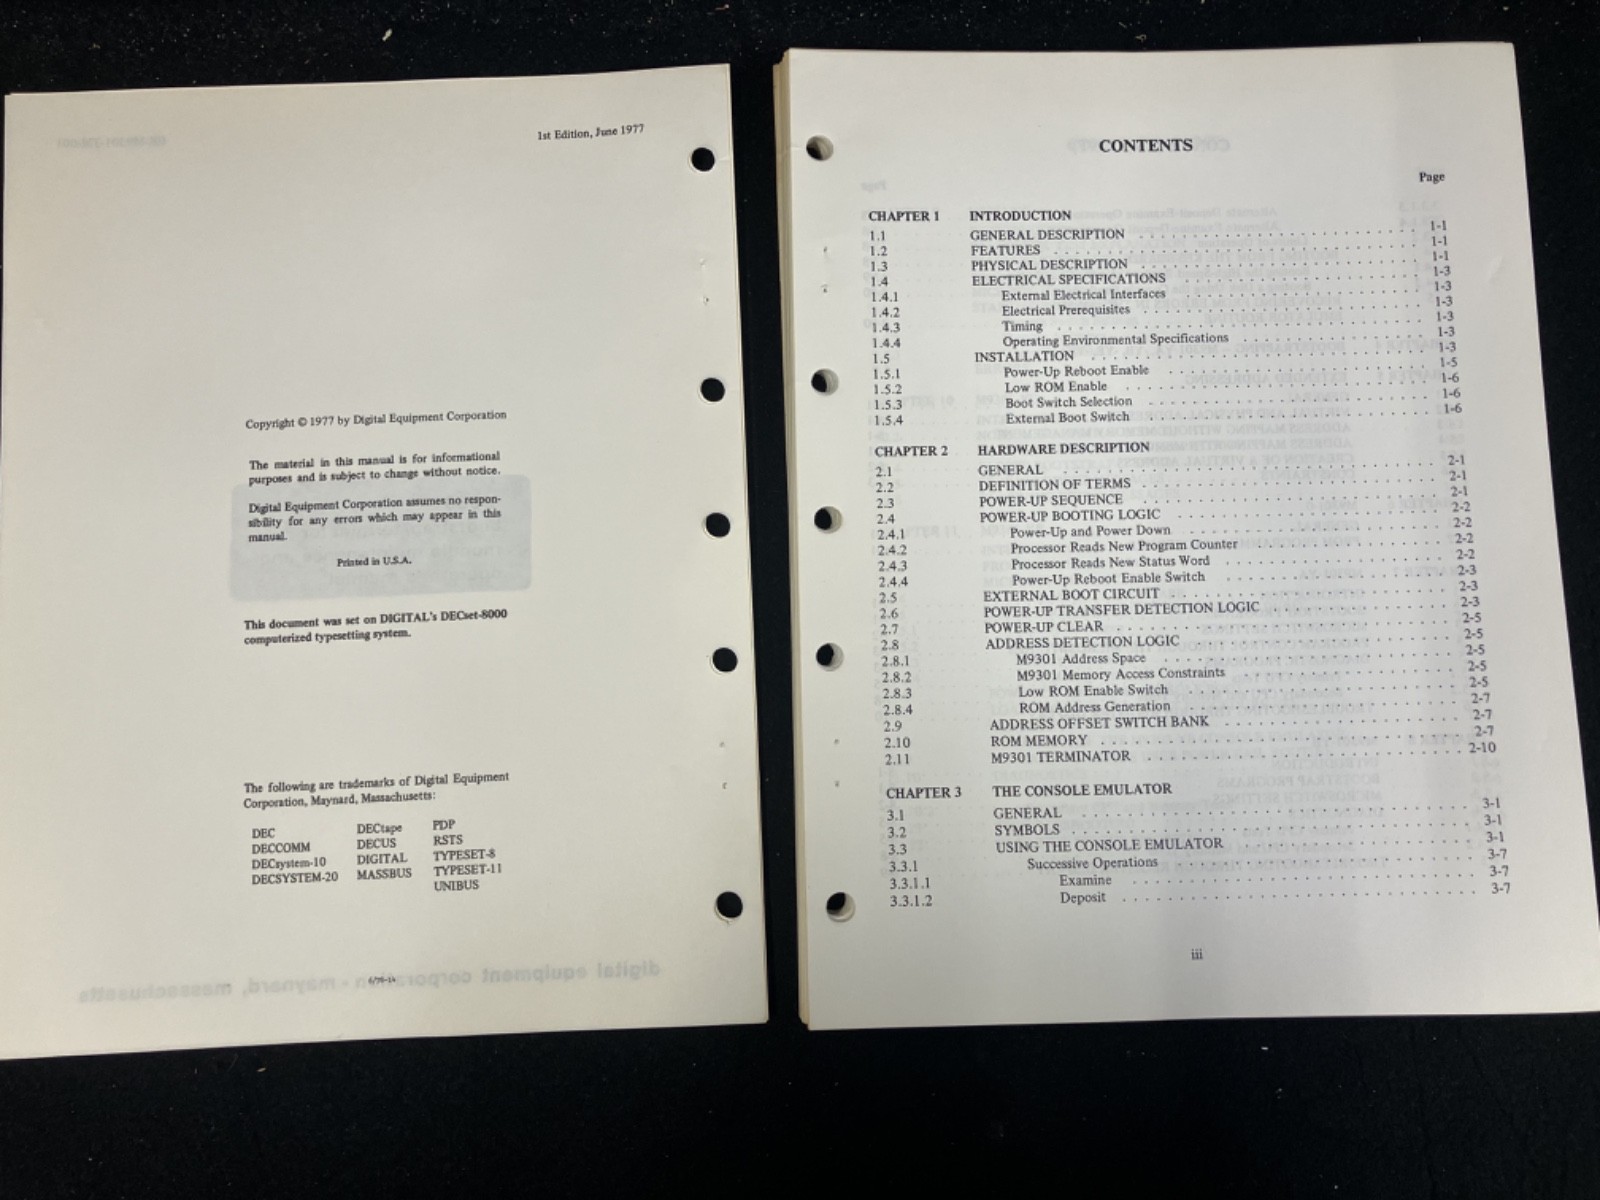 1st Edition, June 1977
Copyright © 1977 by Digital Equipment Corporation
The material in this manual is for informational
purposes and is subject to change without notice.
Digital Equipment Corporation assumes no respon-
sibility for any errors which may appear in this
manual.
Printed in U.S.A.
This document was set on DIGITAL's DECset-8000
computerized typesetting system.
The following are trademarks of Digital Equipment
Corporation, Maynard, Massachusetts:
DEC DECtape PDP
DECCOMM DECUS RSTS
DECsystem-10 DIGITAL TYPESET-8
DECSYSTEM-20 MASSBUS TYPESET-11
UNIBUS
digital equipment corporation · maynard, massachusetts
CONTENTS
Page
CHAPTER 1 INTRODUCTION
1.1 GENERAL DESCRIPTION 1-1
1.2 FEATURES 1-1
1.3 PHYSICAL DESCRIPTION 1-1
1.4 ELECTRICAL SPECIFICATIONS 1-3
1.4.1 External Electrical Interfaces 1-3
1.4.2 Electrical Prerequisites 1-3
1.4.3 Timing 1-3
1.4.4 Operating Environmental Specifications 1-3
1.5 INSTALLATION 1-3
1.5.1 Power-Up Reboot Enable 1-5
1.5.2 Low ROM Enable 1-6
1.5.3 Boot Switch Selection 1-6
1.5.4 External Boot Switch 1-6
CHAPTER 2 HARDWARE DESCRIPTION
2.1 GENERAL 2-1
2.2 DEFINITION OF TERMS 2-1
2.3 POWER-UP SEQUENCE 2-1
2.4 POWER-UP BOOTING LOGIC 2-2
2.4.1 Power-Up and Power Down 2-2
2.4.2 Processor Reads New Program Counter 2-2
2.4.3 Processor Reads New Status Word 2-2
2.4.4 Power-Up Reboot Enable Switch 2-3
2.5 EXTERNAL BOOT CIRCUIT 2-3
2.6 POWER-UP TRANSFER DETECTION LOGIC 2-3
2.7 POWER-UP CLEAR 2-5
2.8 ADDRESS DETECTION LOGIC 2-5
2.8.1 M9301 Address Space 2-5
2.8.2 M9301 Memory Access Constraints 2-5
2.8.3 Low ROM Enable Switch 2-5
2.8.4 ROM Address Generation 2-7
2.9 ADDRESS OFFSET SWITCH BANK 2-7
2.10 ROM MEMORY 2-7
2.11 M9301 TERMINATOR 2-10
CHAPTER 3 THE CONSOLE EMULATOR
3.1 GENERAL 3-1
3.2 SYMBOLS 3-1
3.3 USING THE CONSOLE EMULATOR 3-1
3.3.1 Successive Operations 3-7
3.3.1.1 Examine 3-7
3.3.1.2 Deposit 3-7
iii